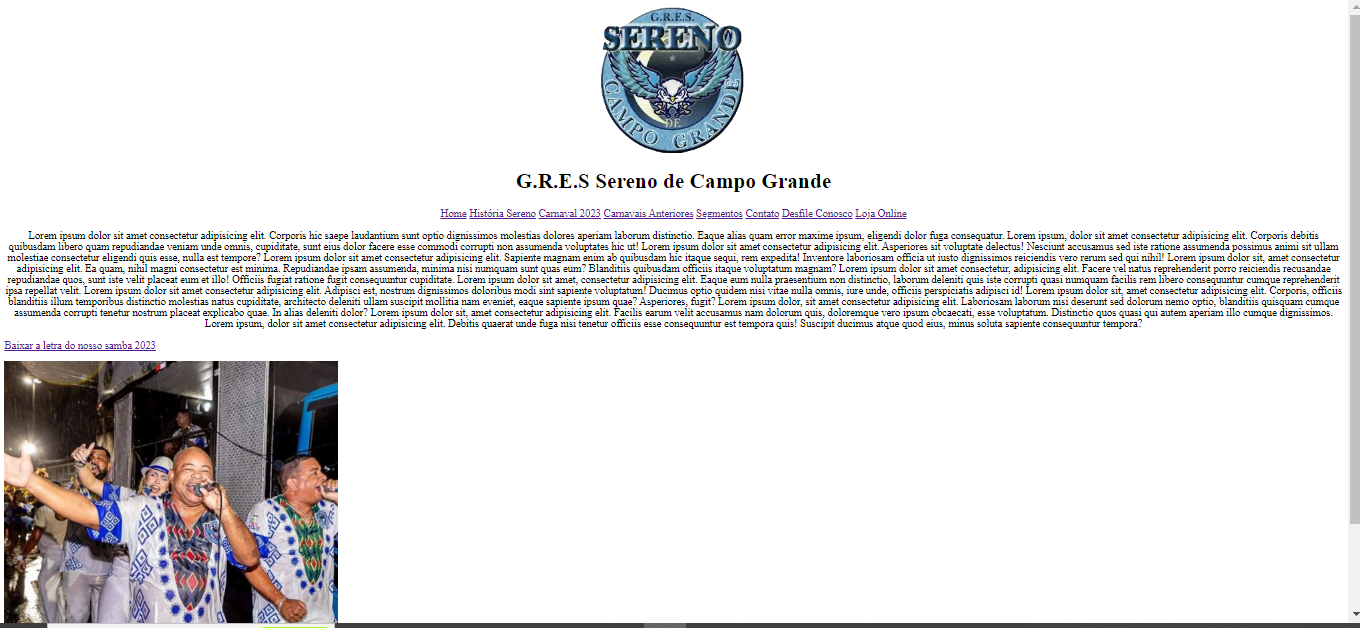 G.R.E.S.
SERENO
DE
CAMPO GRANDE
G.R.E.S Sereno de Campo Grande
Home História Sereno Carnaval 2023 Carnavais Anteriores Segmentos Contato Desfile Conosco Loja Online
Lorem ipsum dolor sit amet consectetur adipisicing elit. Corporis hic saepe laudantium sunt optio dignissimos molestias dolores aperiam laborum distinctio. Eaque alias quam error maxime ipsum, eligendi dolor fuga consequatur. Lorem ipsum, dolor sit amet consectetur adipisicing elit. Corporis debitis
quibusdam libero quam repudiandae veniam unde omnis, cupiditate, sunt eius dolor facere esse commodi corrupti non assumenda voluptates hic ut! Lorem ipsum dolor sit amet consectetur adipisicing elit. Asperiores sit voluptate delectus! Nesciunt accusamus sed iste ratione assumenda possimus animi sit ullam
molestiae consectetur eligendi quis esse, nulla est tempore? Lorem ipsum dolor sit amet consectetur adipisicing elit. Sapiente magnam enim ab quibusdam hic itaque sequi, rem expedita! Inventore laboriosam officia ut iusto dignissimos reiciendis vero rerum sed qui nihil! Lorem ipsum dolor sit, amet consectetur
adipisicing elit. Ea quam, nihil magni consectetur est minima. Repudiandae ipsam assumenda, minima nisi numquam sunt quas eum? Blanditiis quibusdam officiis itaque voluptatum magnam? Lorem ipsum dolor sit amet consectetur, adipisicing elit. Facere vel natus reprehenderit porro reiciendis recusandae
repudiandae quos, sunt iste velit placeat eum et illo! Officiis fugiat ratione fugit consequuntur cupiditate. Lorem ipsum dolor sit amet, consectetur adipisicing elit. Eaque eum nulla praesentium non distinctio, laborum deleniti quis iste corrupti quasi numquam facilis rem libero consequuntur cumque reprehenderit
ipsa repellat velit. Lorem ipsum dolor sit amet consectetur adipisicing elit. Adipisci est, nostrum dignissimos doloribus modi sint sapiente voluptatum! Ducimus optio quidem nisi vitae nulla omnis, iure unde, officiis perspiciatis adipisci id! Lorem ipsum dolor sit, amet consectetur adipisicing elit. Corporis, officiis
blanditiis illum temporibus distinctio molestias natus cupiditate, architecto deleniti ullam suscipit mollitia nam eveniet, eaque sapiente ipsum quae? Asperiores, fugit? Lorem ipsum dolor, sit amet consectetur adipisicing elit. Laboriosam laborum nisi deserunt sed dolorum nemo optio, blanditiis quisquam cumque
assumenda corrupti tenetur nostrum placeat explicabo quae. In alias deleniti dolor? Lorem ipsum dolor sit, amet consectetur adipisicing elit. Facilis earum velit accusamus nam dolorum quis, doloremque vero ipsum obcaecati, esse voluptatum. Distinctio quos quasi qui autem aperiam illo cumque dignissimos.
Lorem ipsum, dolor sit amet consectetur adipisicing elit. Debitis quaerat unde fuga nisi tenetur officiis esse consequuntur est tempora quis! Suscipit ducimus atque quod eius, minus soluta sapiente consequuntur tempora?
Baixar a letra do nosso samba 2023